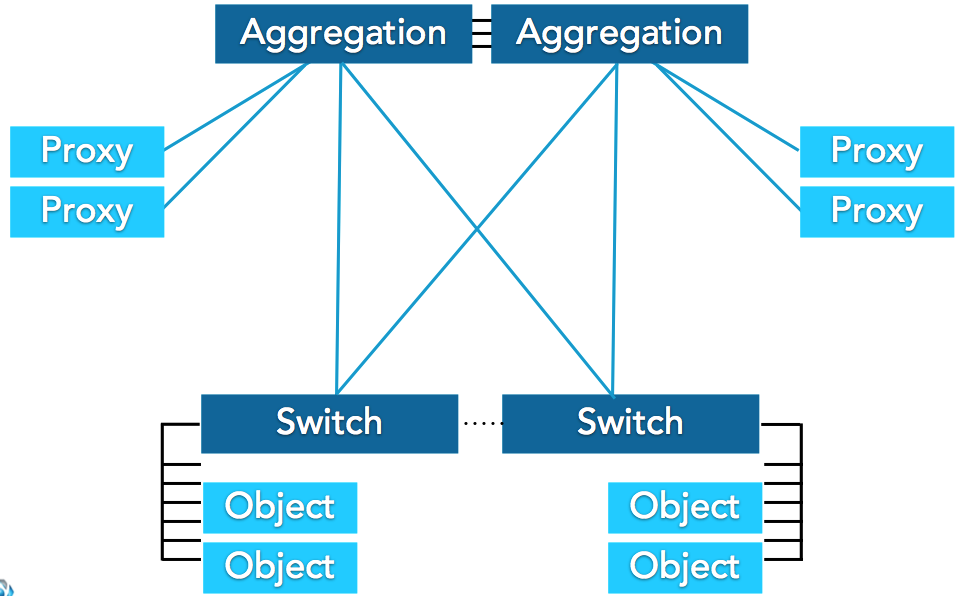 Aggregation
Aggregation
Proxy
Proxy
Proxy
Proxy
Switch
Switch
Object
Object
Object
Object